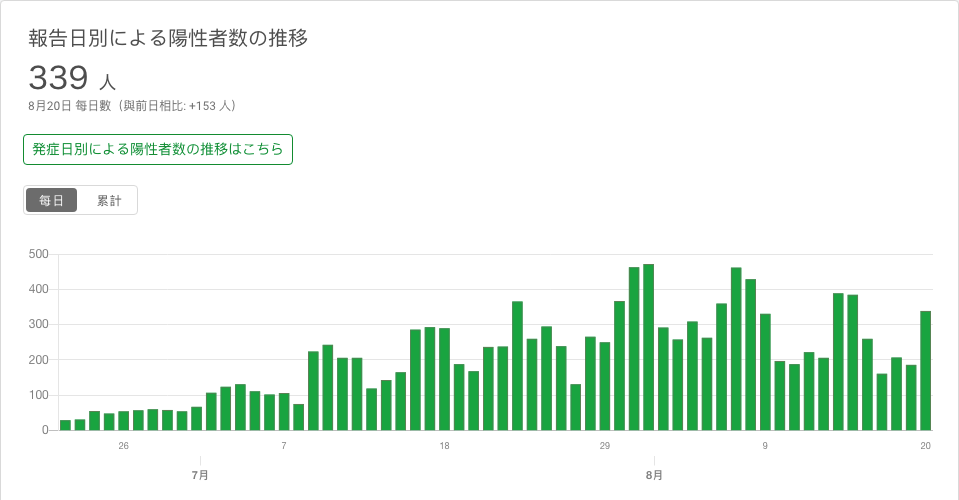 報告日別による陽性者数の推移
339 人
8月20日 每日數（與前日相比: +153 人）
発症日別による陽性者数の推移はこちら
每日 累計
500
400
300
200
100
0
26 7 18 29 9 20
7月 8月